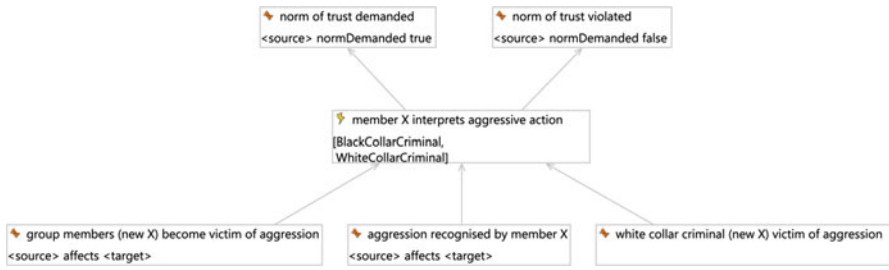 norm of trust demanded
<source> normDemanded true
norm of trust violated
<source> normDemanded false
member X interprets aggressive action
[BlackCollarCriminal,
WhiteCollarCriminal]
group members (new X) become victim of aggression
<source> affects <target>
aggression recognised by member X
<source> affects <target>
white collar criminal (new X) victim of aggression